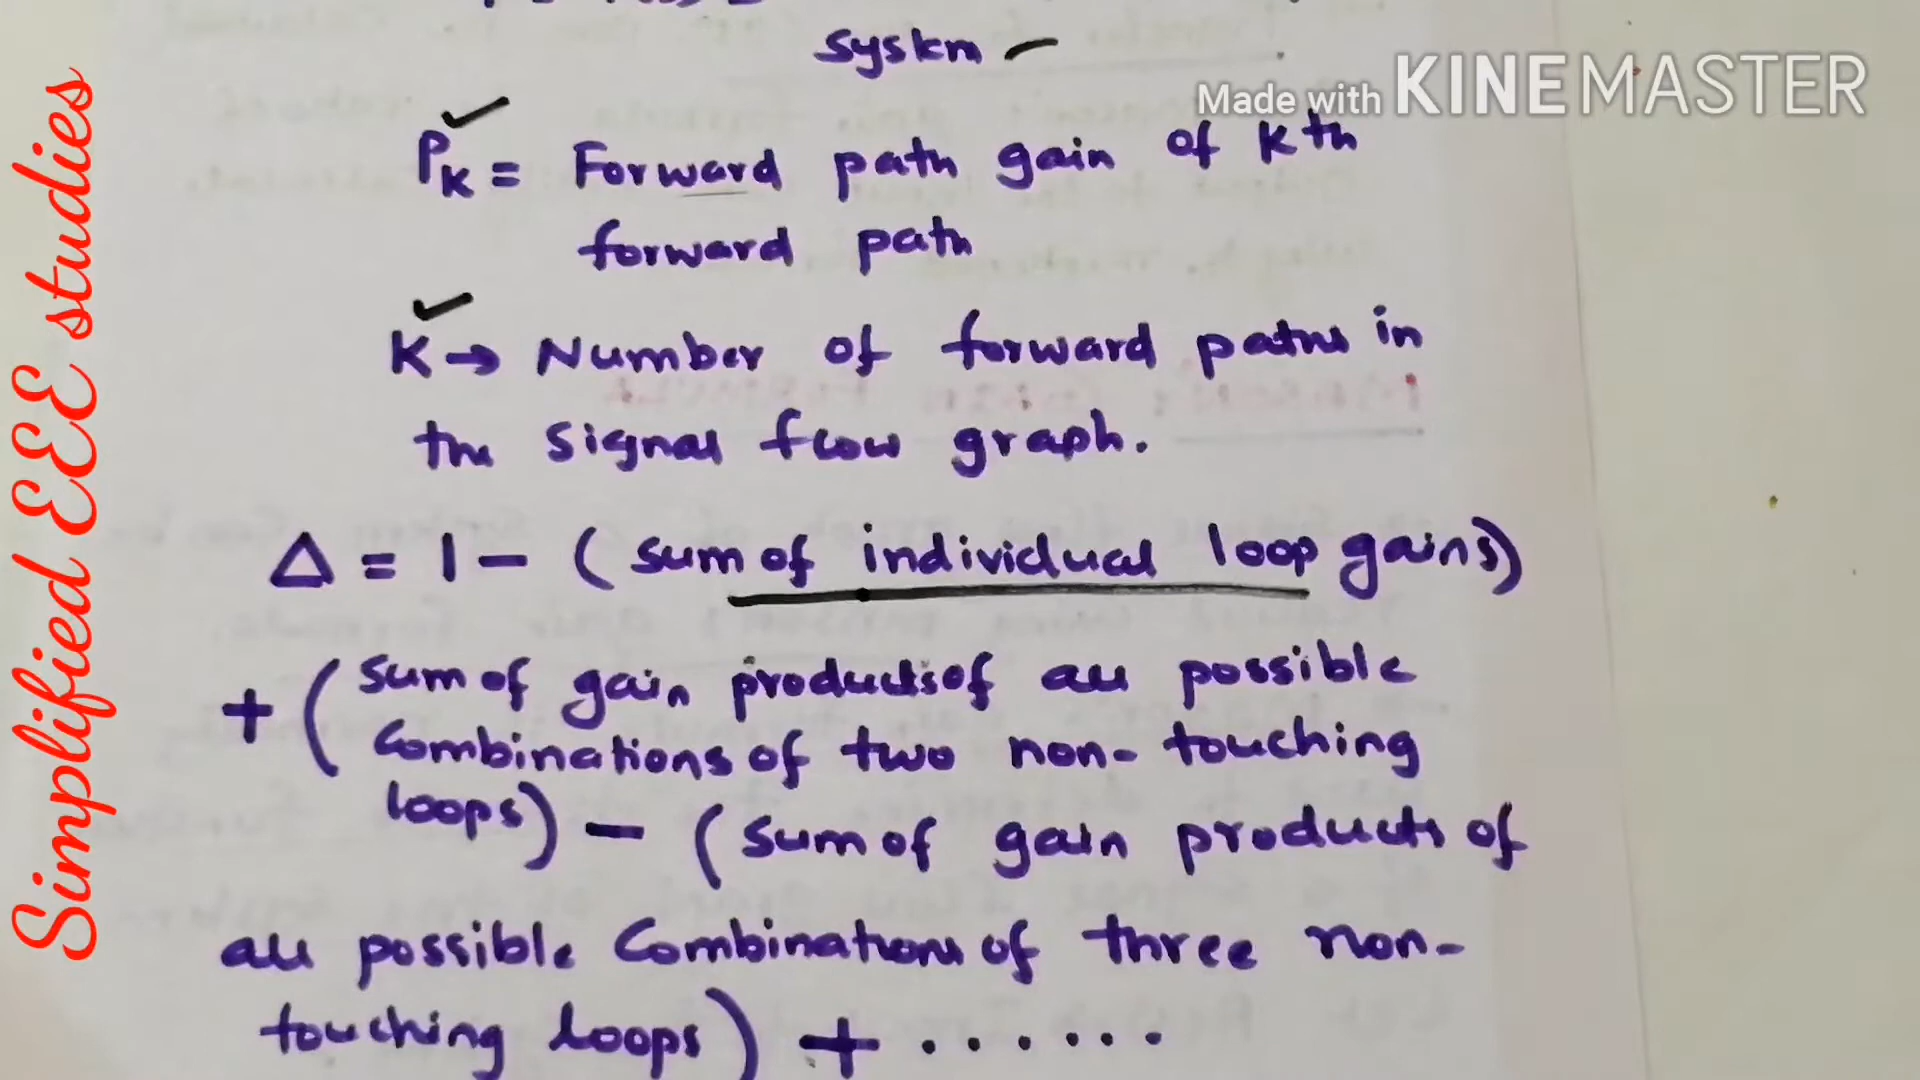 System -
Made with KINEMASTER
PK = Forward path gain of Kth
forward path
K → Number of forward paths in
the signal flow graph.
Δ = 1 - (sum of individual loop gains)
+ (sum of gain products of all possible
combinations of two non-touching
loops) - (sum of gain products of
all possible Combinations of three non-
touching loops) + ......
Simplified EEE studies